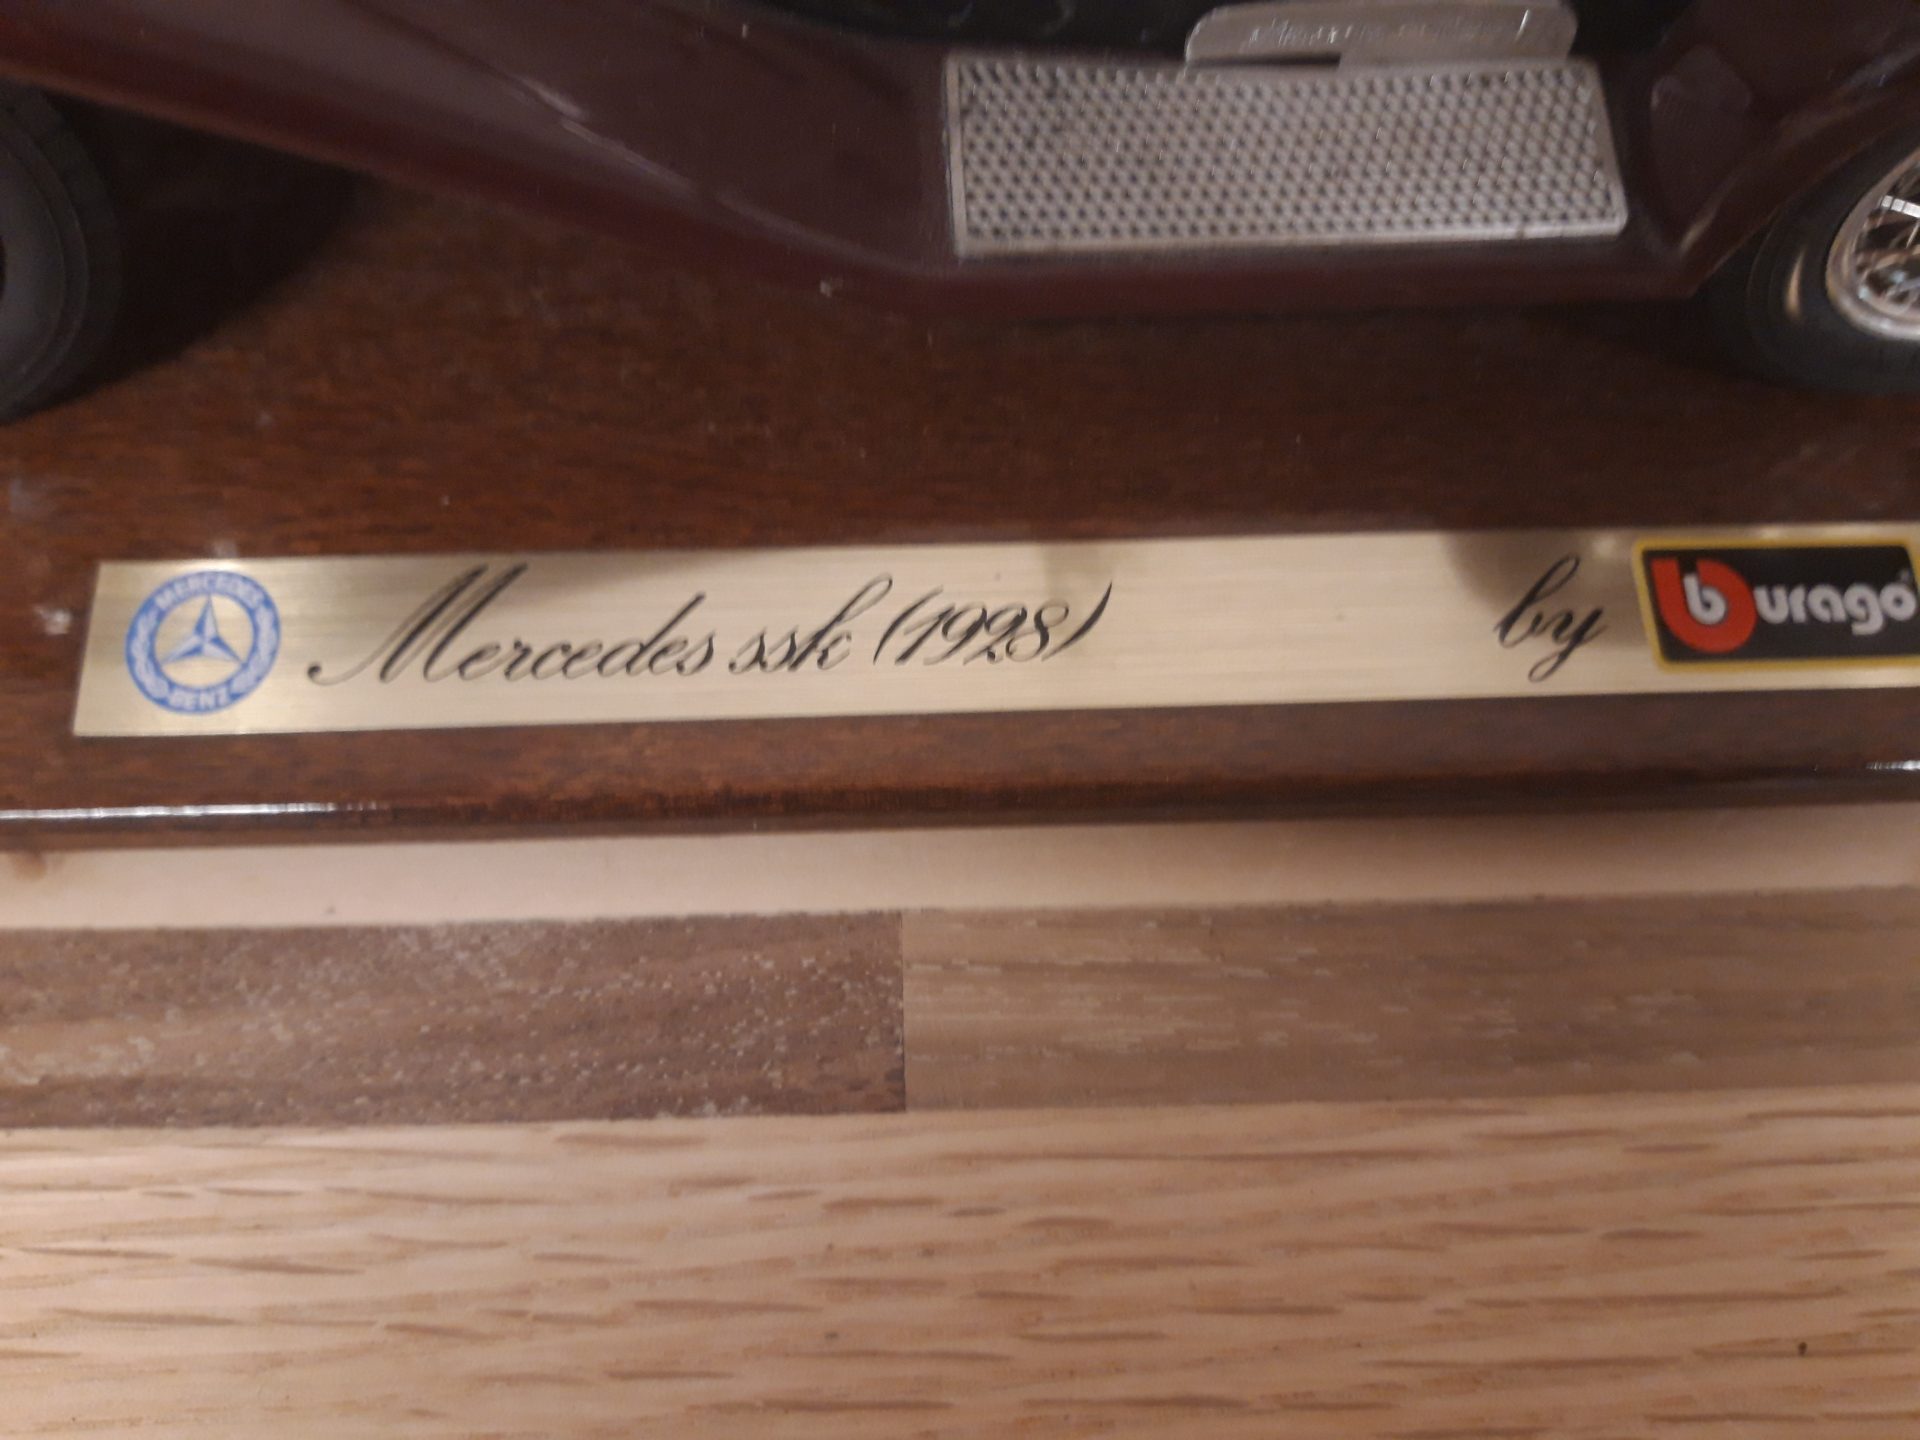 MERCEDES
BENZ
Mercedes ssk (1928) by burago